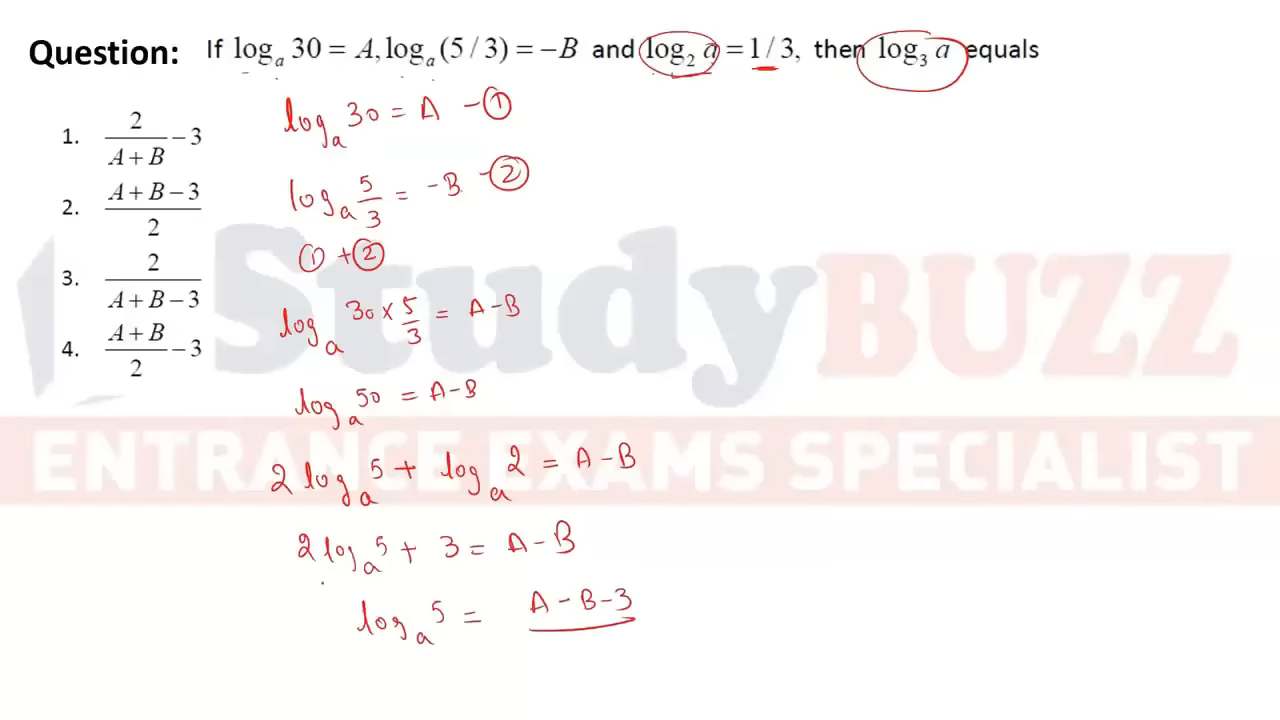 Question: If log_a 30 = A, log_a (5 / 3) = −B and log_2 a = 1 / 3, then log_3 a equals
1. 2/(A + B) − 3
2. (A + B − 3)/2
3. 2/(A + B − 3)
4. (A + B)/2 − 3
log_a 30 = A − ①
log_a 5/3 = −B − ②
① + ②
log_a 30 × 5/3 = A − B
log_a 50 = A − B
2 log_a 5 + log_a 2 = A − B
2 log_a 5 + 3 = A − B
log_a 5 = A − B − 3
StudyBUZZ
ENTRANCE EXAMS SPECIALIST